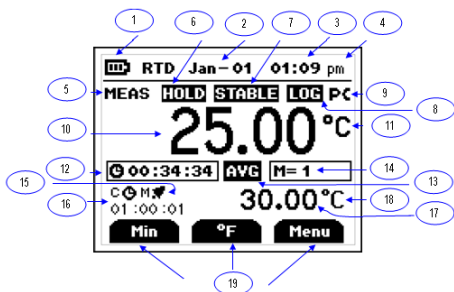 1 6 2 7 3 4
RTD Jan-01 01:09 pm
5 MEAS HOLD STABLE LOG PC 9
8
10 25.00°C 11
12 00:34:34 AVG M= 1 14
15 13
16 C M 30.00°C 18
01:00:01 17
Min °F Menu
19